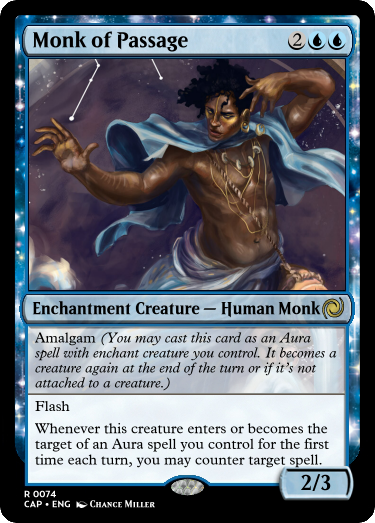 Monk of Passage 2
Enchantment Creature — Human Monk
Amalgam (You may cast this card as an Aura
spell with enchant creature you control. It becomes a
creature again at the end of the turn or if it's not
attached to a creature.)
Flash
Whenever this creature enters or becomes the
target of an Aura spell you control for the first
time each turn, you may counter target spell.
2/3
R 0074
CAP • ENG Chance Miller